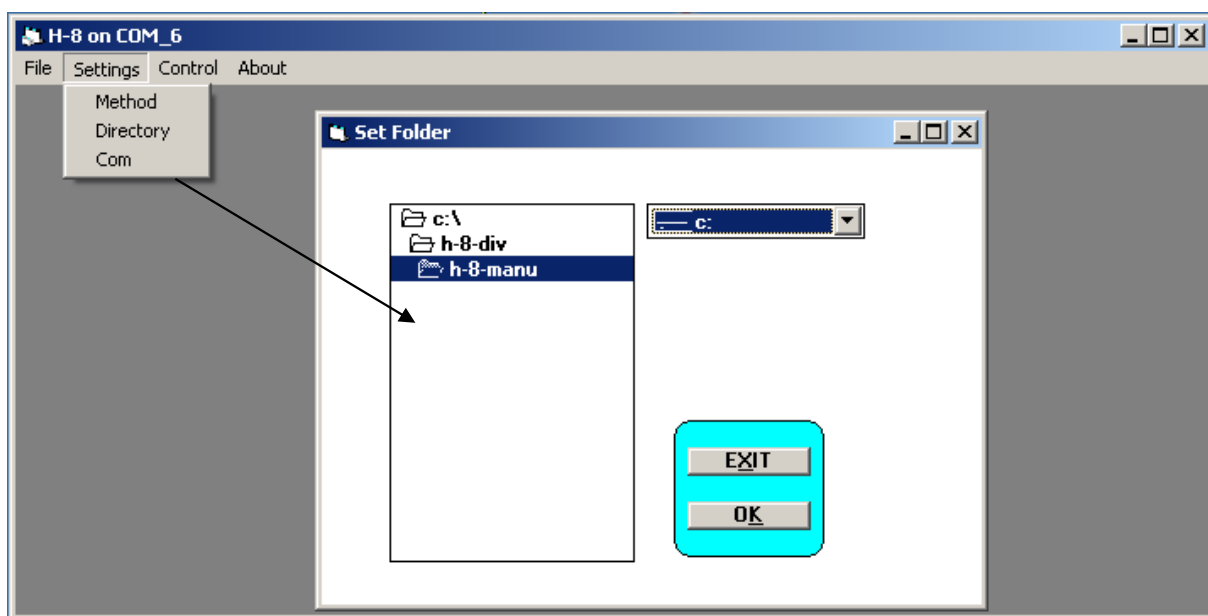 H-8 on COM_6
File Settings Control About
Method
Directory
Com
Set Folder
c:\
h-8-div
h-8-manu
c:
EXIT
OK